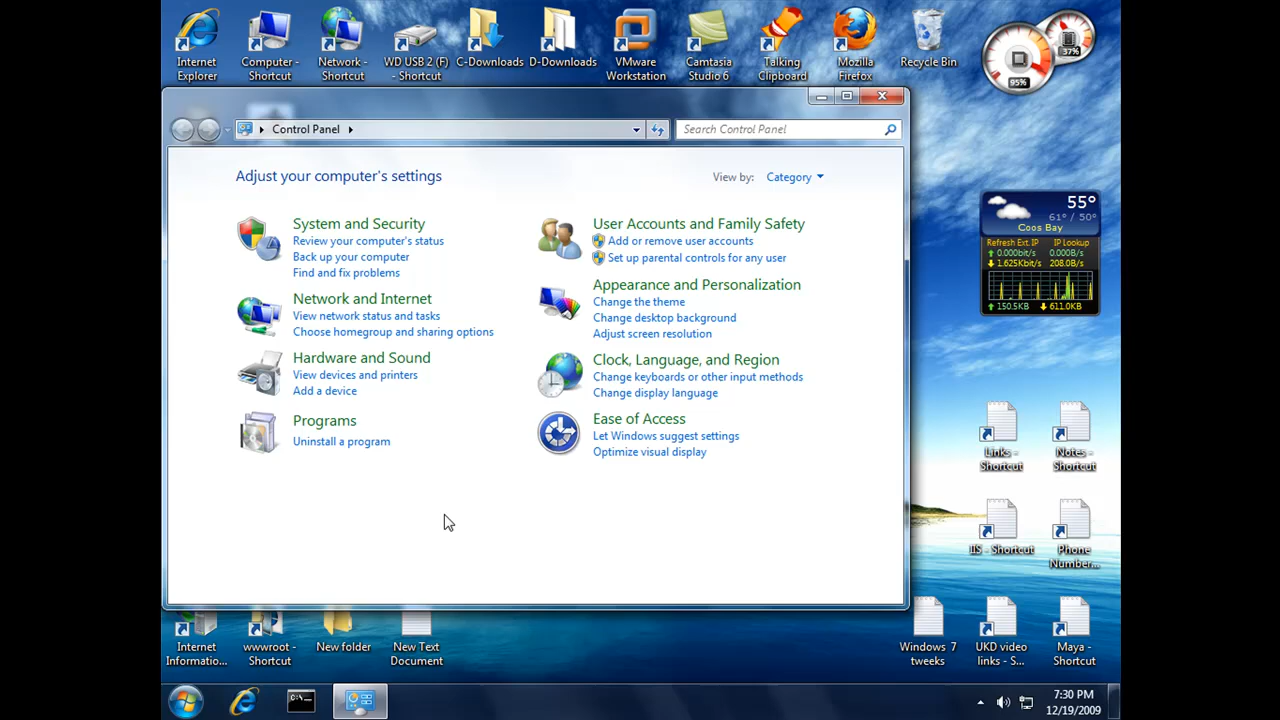 Internet
Explorer
Computer -
Shortcut
Network -
Shortcut
WD USB 2 (F)
- Shortcut
C-Downloads
D-Downloads
VMware
Workstation
Camtasia
Studio 6
Talking
Clipboard
Mozilla
Firefox
Recycle Bin
37%
95%
Control Panel
Search Control Panel
Adjust your computer's settings
View by: Category
System and Security
Review your computer's status
Back up your computer
Find and fix problems
Network and Internet
View network status and tasks
Choose homegroup and sharing options
Hardware and Sound
View devices and printers
Add a device
Programs
Uninstall a program
User Accounts and Family Safety
Add or remove user accounts
Set up parental controls for any user
Appearance and Personalization
Change the theme
Change desktop background
Adjust screen resolution
Clock, Language, and Region
Change keyboards or other input methods
Change display language
Ease of Access
Let Windows suggest settings
Optimize visual display
55°
61° / 50°
Coos Bay
Refresh Ext. IP IP Lookup
0.000bit/s 0.000B/s
1.625Kbit/s 208.0B/s
150.5KB 611.0KB
Links -
Shortcut
Notes -
Shortcut
IIS - Shortcut
Phone
Number...
Internet
Informatio...
wwwroot -
Shortcut
New folder
New Text
Document
Windows 7
tweeks
UKD video
links - S...
Maya -
Shortcut
C:\
7:30 PM
12/19/2009